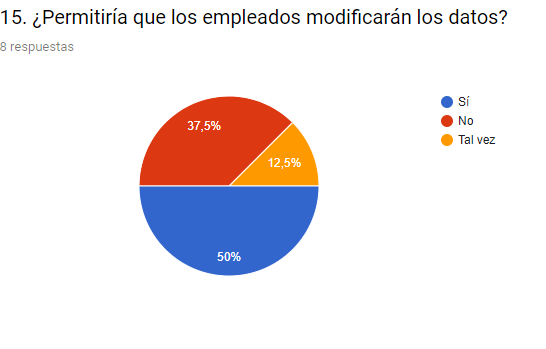 15. ¿Permitiría que los empleados modificarán los datos?
8 respuestas
Sí
No
Tal vez
37,5%
12,5%
50%